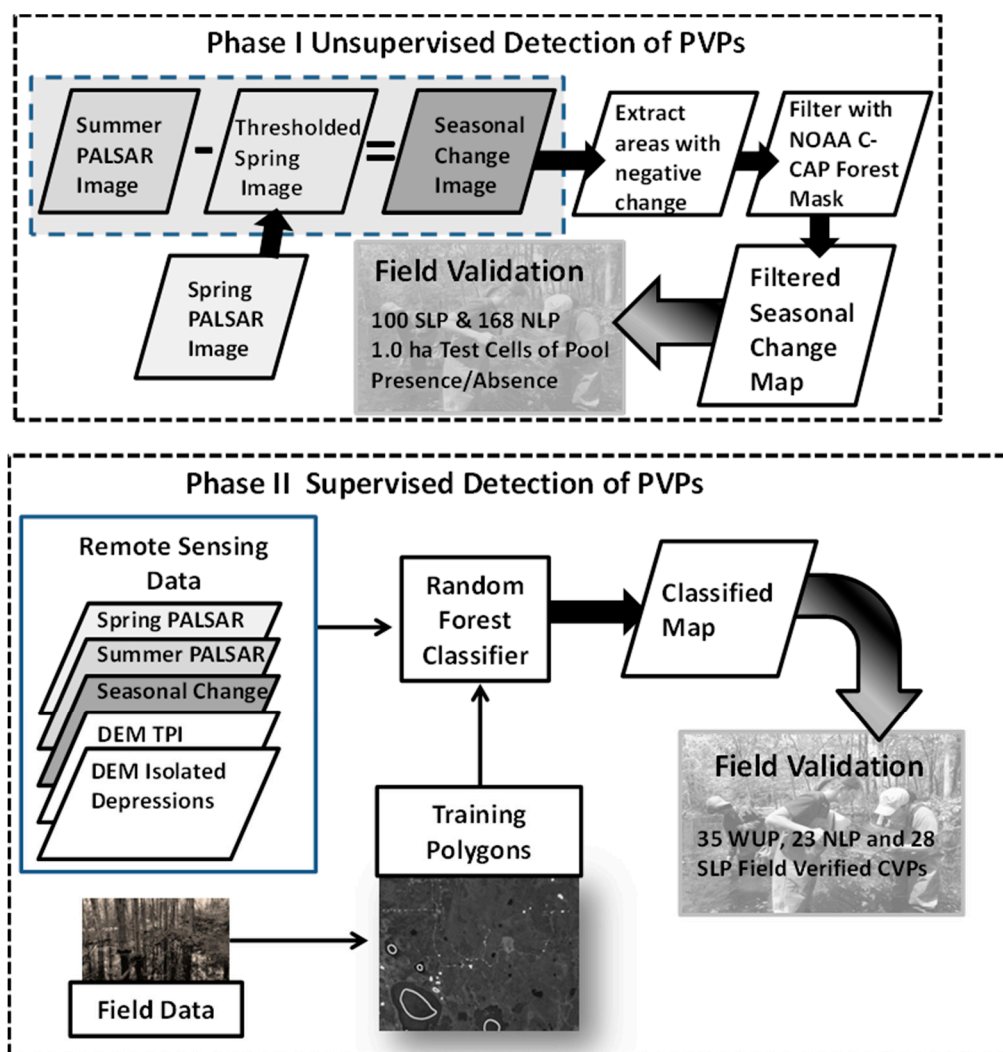 Phase I Unsupervised Detection of PVPs
Summer
PALSAR
Image
-
Thresholded
Spring
Image
=
Seasonal
Change
Image
Extract
areas with
negative
change
Filter with
NOAA C-
CAP Forest
Mask
Spring
PALSAR
Image
Field Validation
100 SLP & 168 NLP
1.0 ha Test Cells of Pool
Presence/Absence
Filtered
Seasonal
Change
Map
Phase II Supervised Detection of PVPs
Remote Sensing
Data
Spring PALSAR
Summer PALSAR
Seasonal Change
DEM TPI
DEM Isolated
Depressions
Random
Forest
Classifier
Classified
Map
Training
Polygons
Field Validation
35 WUP, 23 NLP and 28
SLP Field Verified CVPs
Field Data